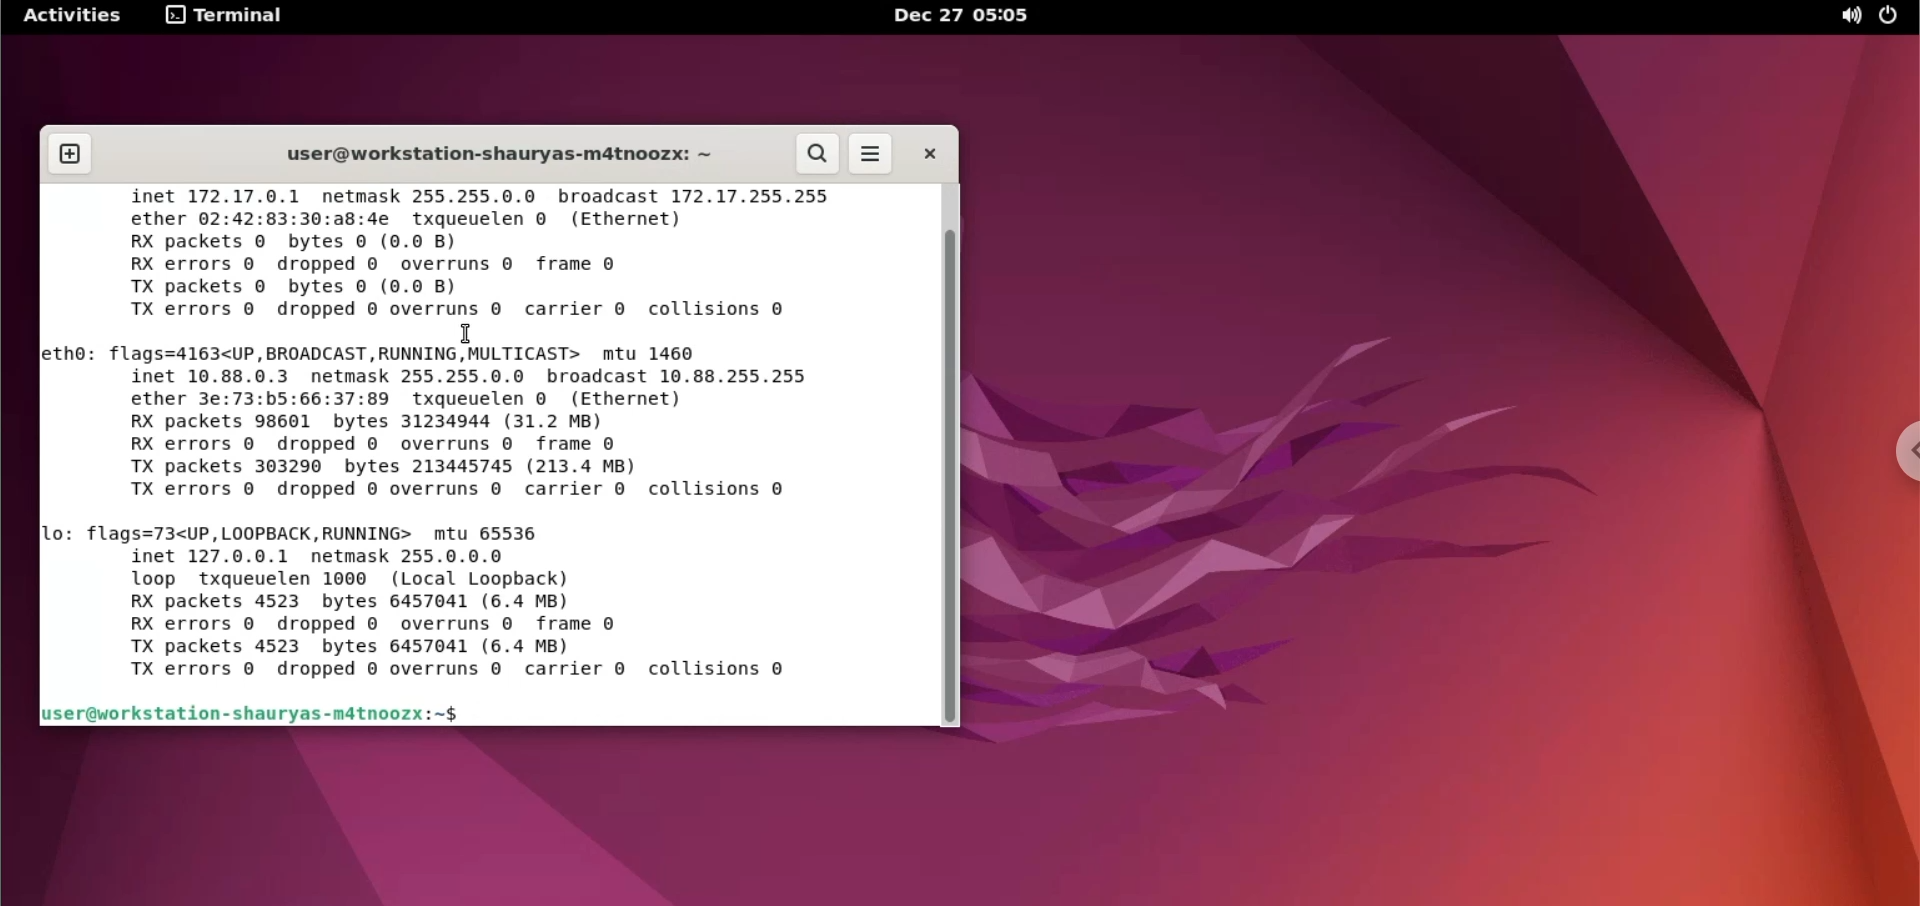 Activities Terminal Dec 27 05:05
user@workstation-shauryas-m4tnoozx: ~
inet 172.17.0.1 netmask 255.255.0.0 broadcast 172.17.255.255
ether 02:42:83:30:a8:4e txqueuelen 0 (Ethernet)
RX packets 0 bytes 0 (0.0 B)
RX errors 0 dropped 0 overruns 0 frame 0
TX packets 0 bytes 0 (0.0 B)
TX errors 0 dropped 0 overruns 0 carrier 0 collisions 0
eth0: flags=4163<UP,BROADCAST,RUNNING,MULTICAST> mtu 1460
inet 10.88.0.3 netmask 255.255.0.0 broadcast 10.88.255.255
ether 3e:73:b5:66:37:89 txqueuelen 0 (Ethernet)
RX packets 98601 bytes 31234944 (31.2 MB)
RX errors 0 dropped 0 overruns 0 frame 0
TX packets 303290 bytes 213445745 (213.4 MB)
TX errors 0 dropped 0 overruns 0 carrier 0 collisions 0
lo: flags=73<UP,LOOPBACK,RUNNING> mtu 65536
inet 127.0.0.1 netmask 255.0.0.0
loop txqueuelen 1000 (Local Loopback)
RX packets 4523 bytes 6457041 (6.4 MB)
RX errors 0 dropped 0 overruns 0 frame 0
TX packets 4523 bytes 6457041 (6.4 MB)
TX errors 0 dropped 0 overruns 0 carrier 0 collisions 0
user@workstation-shauryas-m4tnoozx:~$